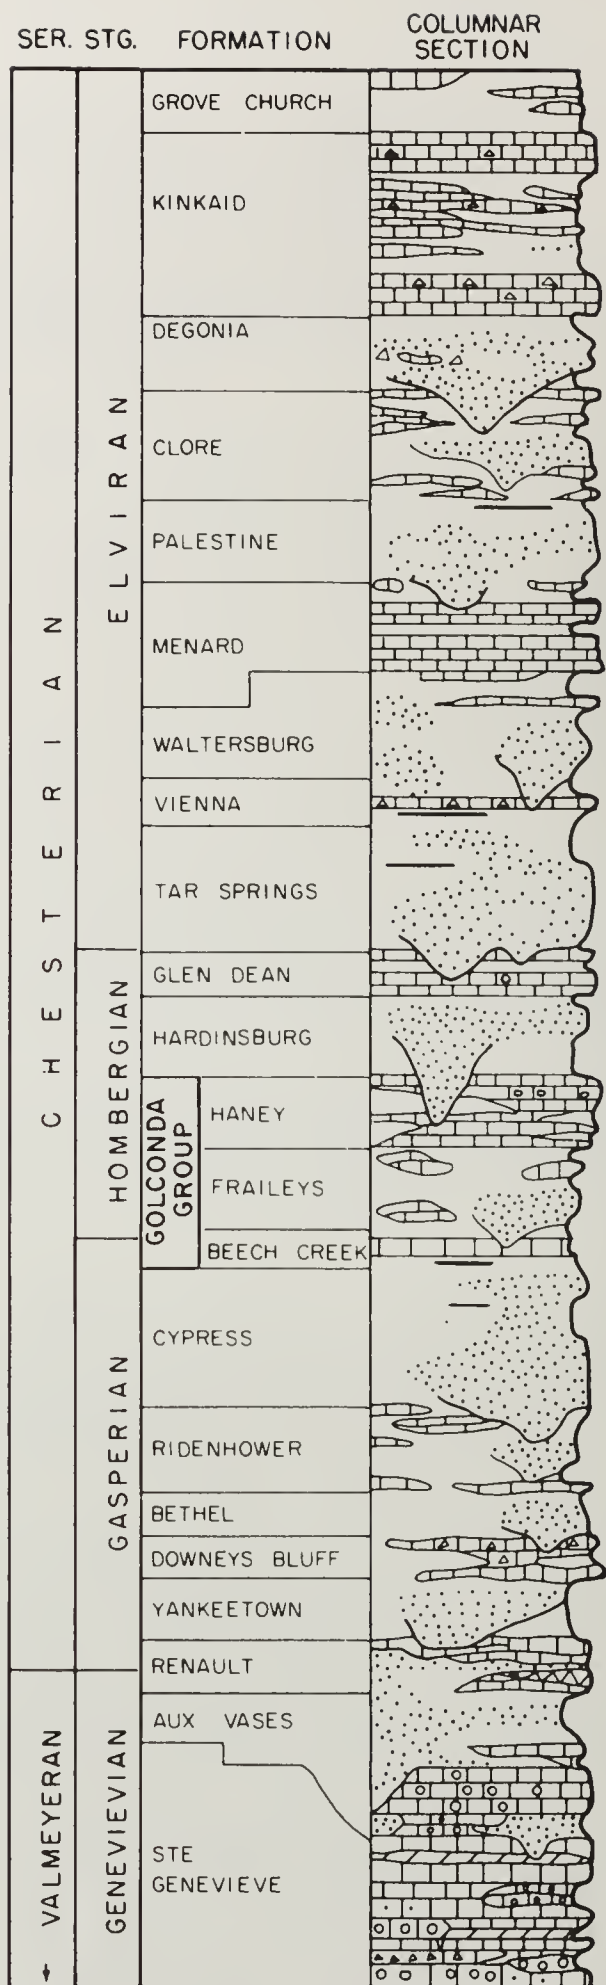 SER. STG. FORMATION COLUMNAR SECTION
CHESTERIAN
VALMEYERAN
ELVIRAN
HOMBERGIAN
GASPERIAN
GENEVIEVIAN
GROVE CHURCH
KINKAID
DEGONIA
CLORE
PALESTINE
MENARD
WALTERSBURG
VIENNA
TAR SPRINGS
GLEN DEAN
HARDINSBURG
GOLCONDA
GROUP
HANEY
FRAILEYS
BEECH CREEK
CYPRESS
RIDENHOWER
BETHEL
DOWNEYS BLUFF
YANKEETOWN
RENAULT
AUX VASES
STE
GENEVIEVE